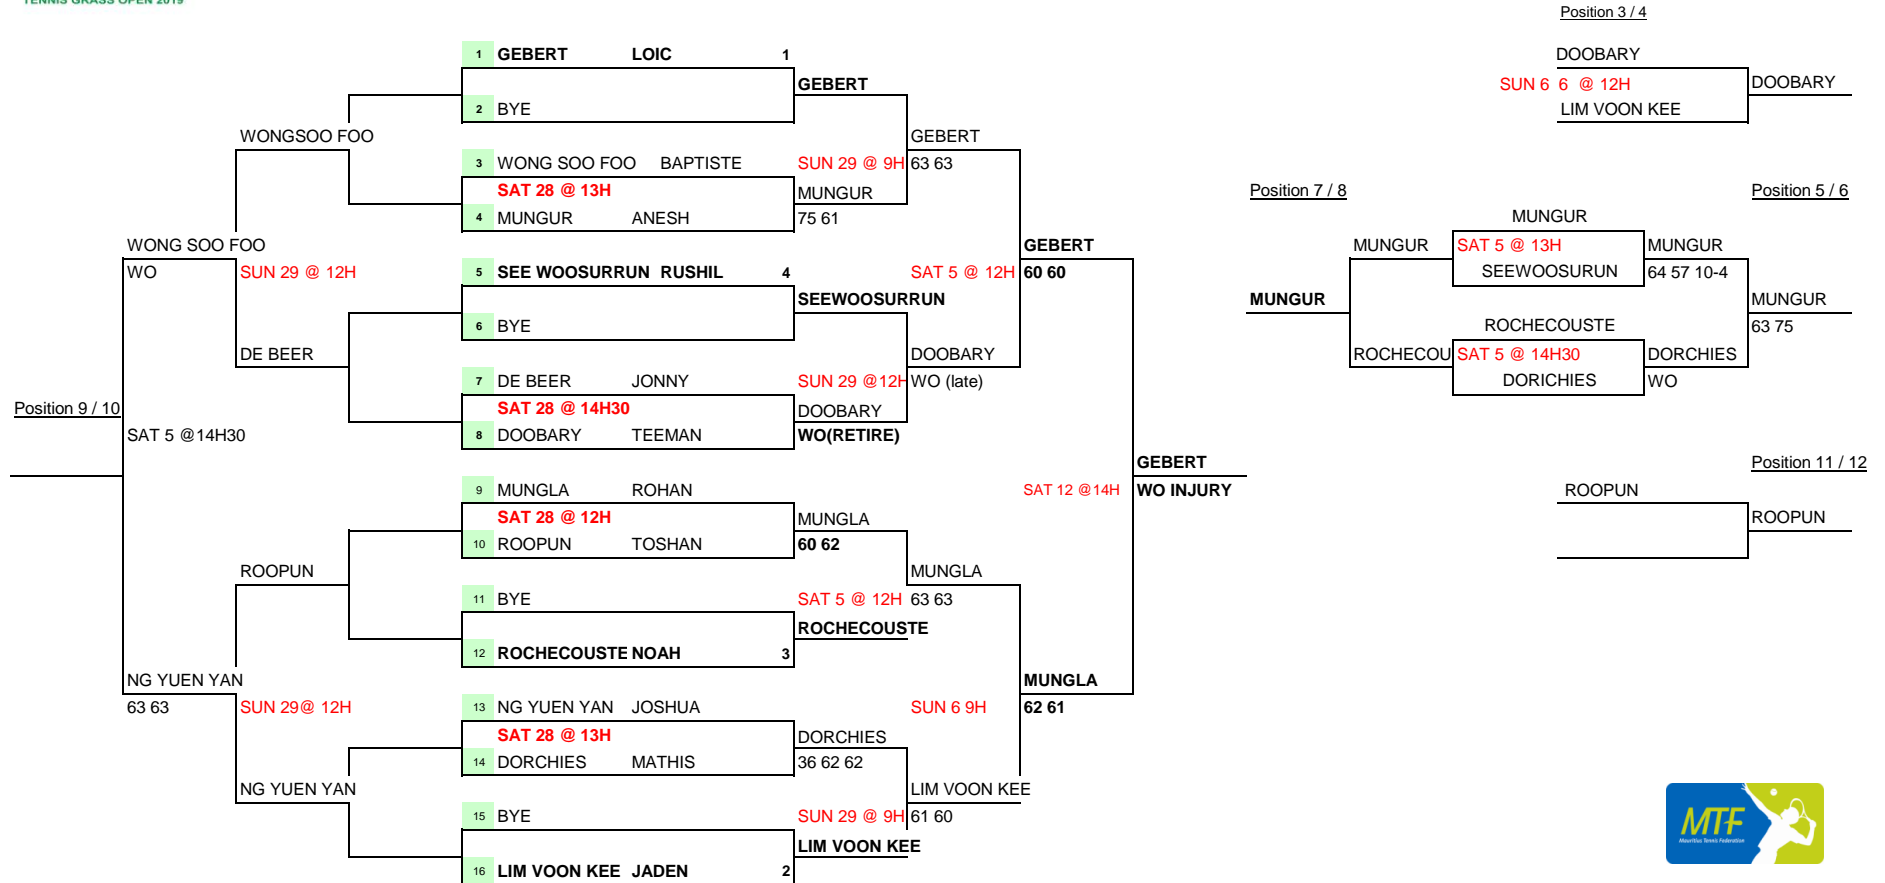 TENNIS GRASS OPEN 2019
Position 3 / 4
1 GEBERT LOIC 1
DOOBARY
GEBERT
SUN 6 6 @ 12H
DOOBARY
2 BYE
LIM VOON KEE
WONGSOO FOO
GEBERT
3 WONG SOO FOO BAPTISTE
SUN 29 @ 9H
63 63
SAT 28 @ 13H
MUNGUR
Position 7 / 8
Position 5 / 6
4 MUNGUR ANESH
75 61
MUNGUR
WONG SOO FOO
GEBERT
MUNGUR
SAT 5 @ 13H
MUNGUR
WO
SUN 29 @ 12H
5 SEE WOOSURRUN RUSHIL 4
SAT 5 @ 12H
60 60
SEEWOOSURUN
64 57 10-4
SEEWOOSURRUN
MUNGUR
MUNGUR
6 BYE
ROCHECOUSTE
63 75
DE BEER
DOOBARY
ROCHECOU
SAT 5 @ 14H30
DORCHIES
7 DE BEER JONNY
SUN 29 @12H
WO (late)
DORICHIES
WO
Position 9 / 10
SAT 28 @ 14H30
DOOBARY
SAT 5 @14H30
8 DOOBARY TEEMAN
WO(RETIRE)
GEBERT
Position 11 / 12
9 MUNGLA ROHAN
SAT 12 @14H
WO INJURY
ROOPUN
SAT 28 @ 12H
MUNGLA
ROOPUN
10 ROOPUN TOSHAN
60 62
ROOPUN
MUNGLA
11 BYE
SAT 5 @ 12H
63 63
ROCHECOUSTE
12 ROCHECOUSTE NOAH 3
NG YUEN YAN
MUNGLA
63 63
SUN 29@ 12H
13 NG YUEN YAN JOSHUA
SUN 6 9H
62 61
SAT 28 @ 13H
DORCHIES
14 DORCHIES MATHIS
36 62 62
NG YUEN YAN
LIM VOON KEE
15 BYE
SUN 29 @ 9H
61 60
LIM VOON KEE
16 LIM VOON KEE JADEN 2
MTF
Mauritius Tennis Federation